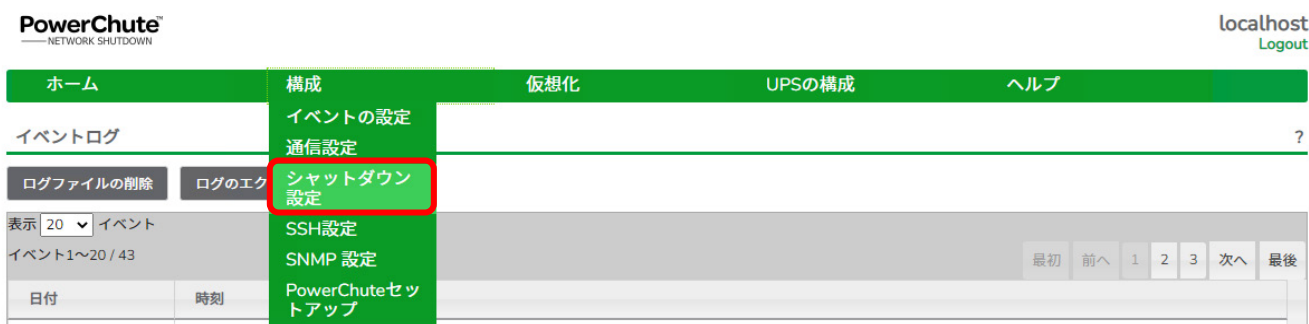 PowerChute™
NETWORK SHUTDOWN
localhost
Logout
ホーム 構成 仮想化 UPSの構成 ヘルプ
イベントの設定
通信設定
シャットダウン
設定
SSH設定
SNMP 設定
PowerChuteセッ
トアップ
イベントログ ?
ログファイルの削除 ログのエク
表示 20 イベント
イベント1～20 / 43
最初 前へ 1 2 3 次へ 最後
日付 時刻